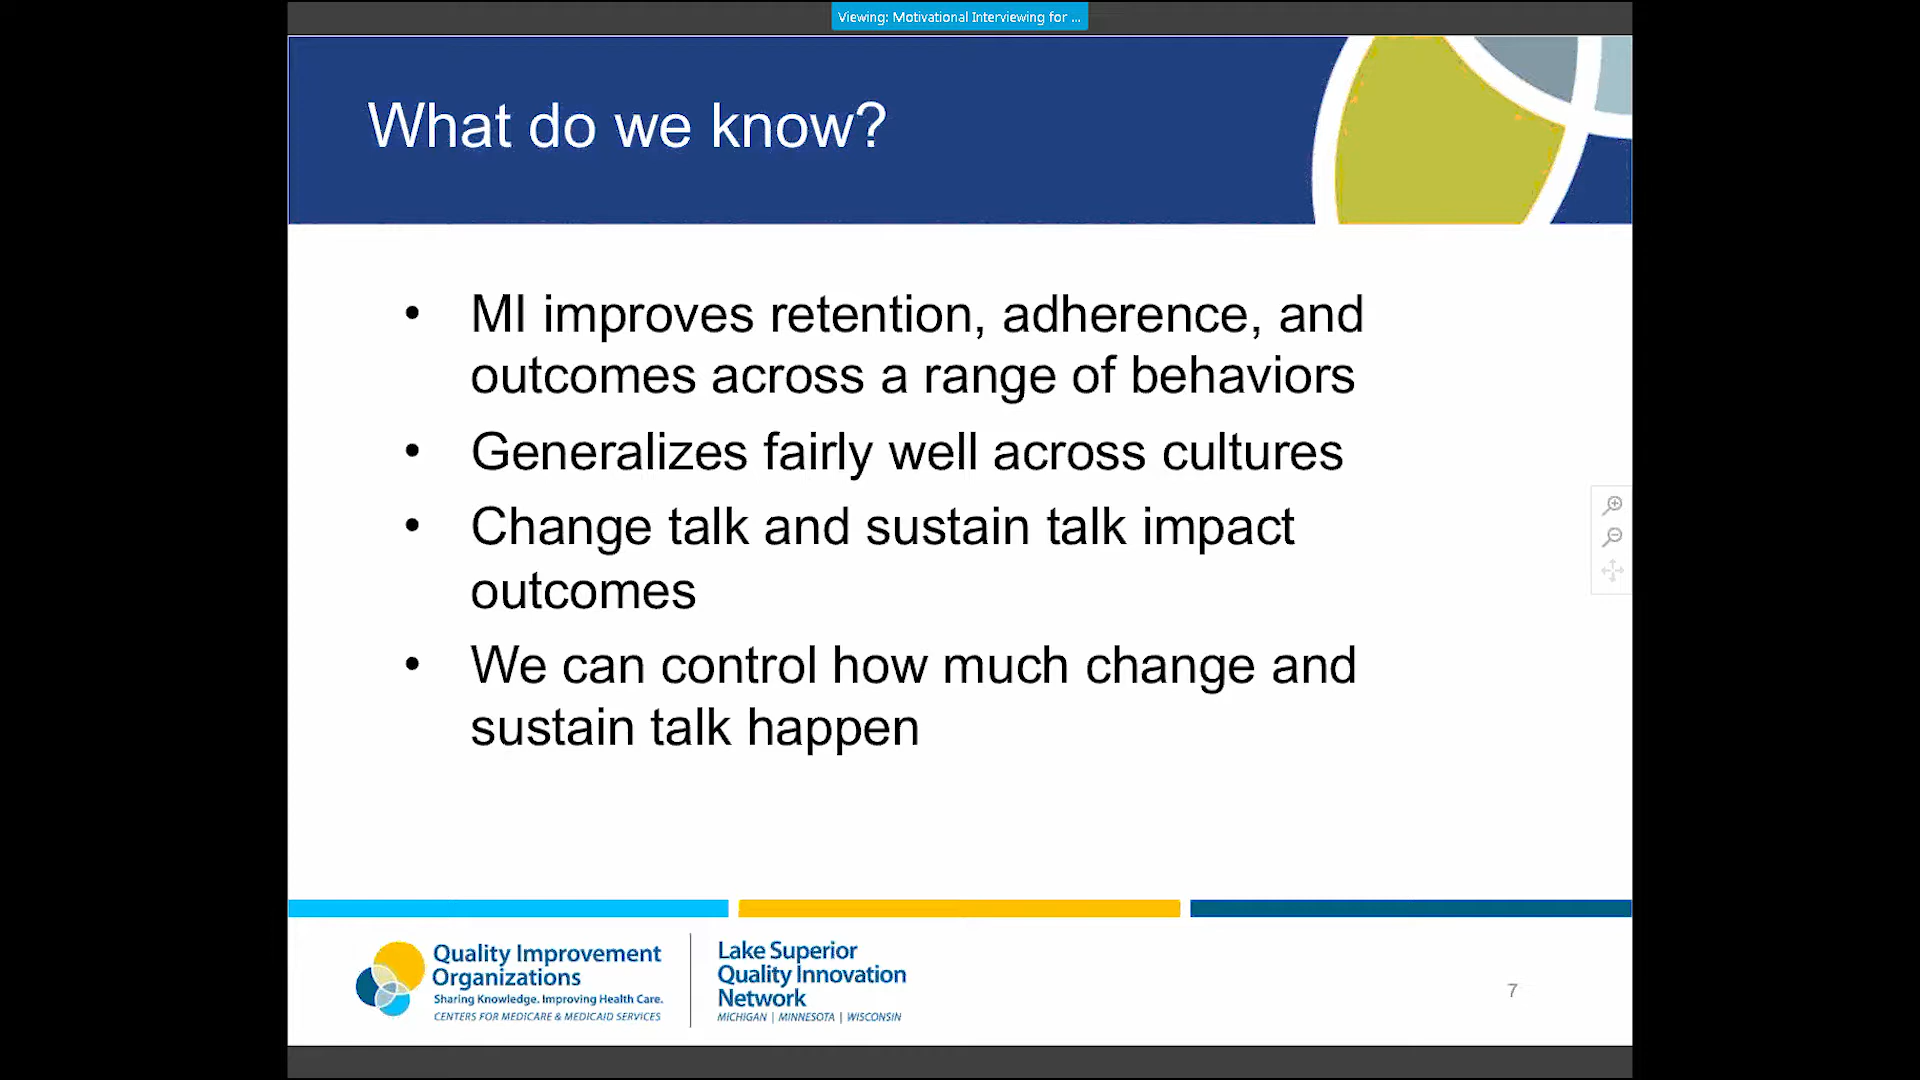 Viewing: Motivational Interviewing for ...
What do we know?
• MI improves retention, adherence, and
outcomes across a range of behaviors
• Generalizes fairly well across cultures
• Change talk and sustain talk impact
outcomes
• We can control how much change and
sustain talk happen
Quality Improvement
Organizations
Sharing Knowledge. Improving Health Care.
CENTERS FOR MEDICARE & MEDICAID SERVICES
Lake Superior
Quality Innovation
Network
MICHIGAN | MINNESOTA | WISCONSIN
7